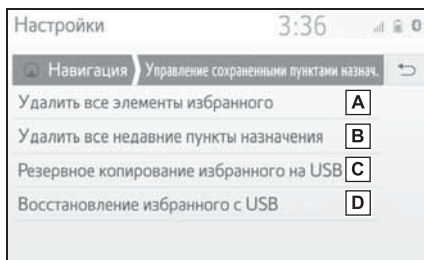 Настройки 3:36
Навигация Управление сохраненными пунктами назнач.
Удалить все элементы избранного A
Удалить все недавние пункты назначения B
Резервное копирование избранного на USB C
Восстановление избранного с USB D